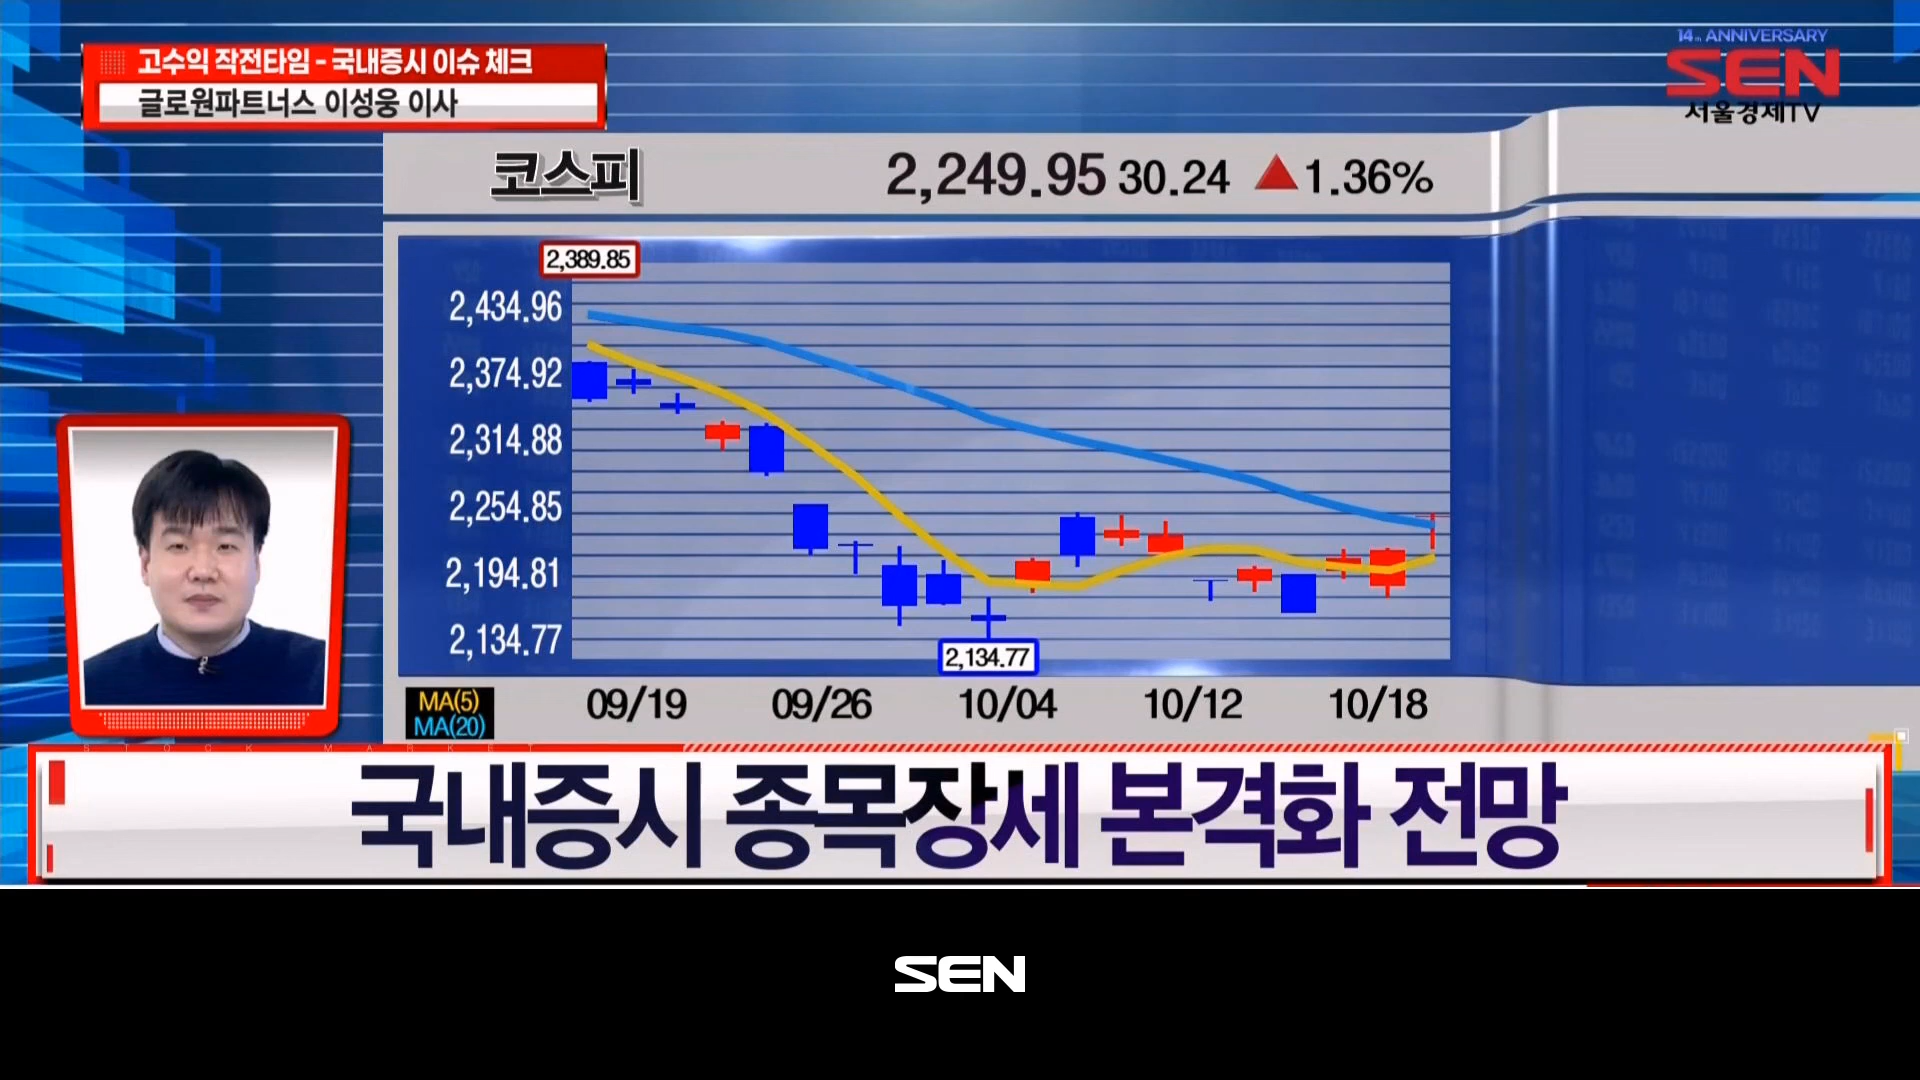 고수익 작전타임 - 국내증시 이슈 체크
글로원파트너스 이성웅 이사
14th ANNIVERSARY
SEN
서울경제TV
코스피 2,249.95 30.24 ▲ 1.36%
2,389.85
2,434.96
2,374.92
2,314.88
2,254.85
2,194.81
2,134.77
2,134.77
MA(5)
MA(20)
09/19 09/26 10/04 10/12 10/18
STOCK MARKET
국내증시 종목장세 본격화 전망
SEN